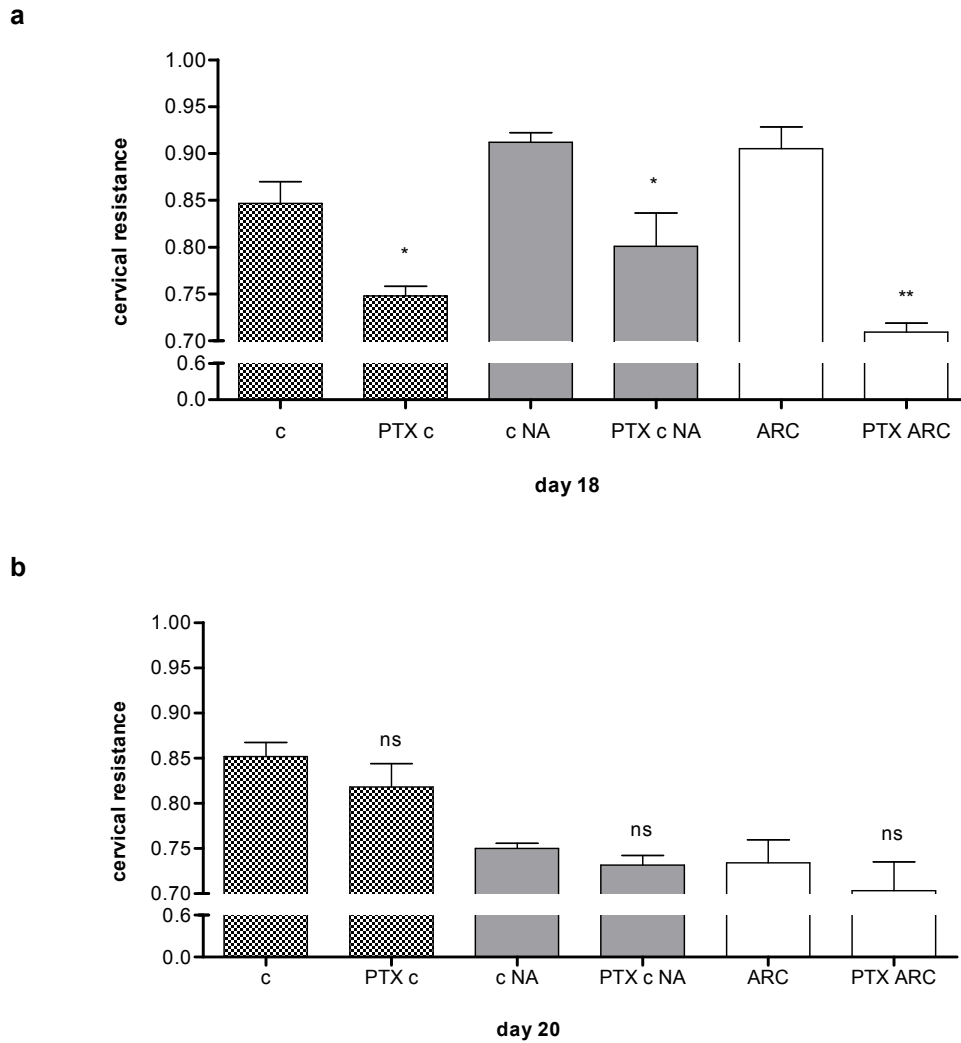 a
1.00
0.95
0.90
0.85
0.80
0.75
0.70
0.6
0.0
cervical resistance
*
*
**
c PTX c c NA PTX c NA ARC PTX ARC
day 18
b
1.00
0.95
0.90
0.85
0.80
0.75
0.70
0.6
0.0
cervical resistance
ns
ns
ns
c PTX c c NA PTX c NA ARC PTX ARC
day 20